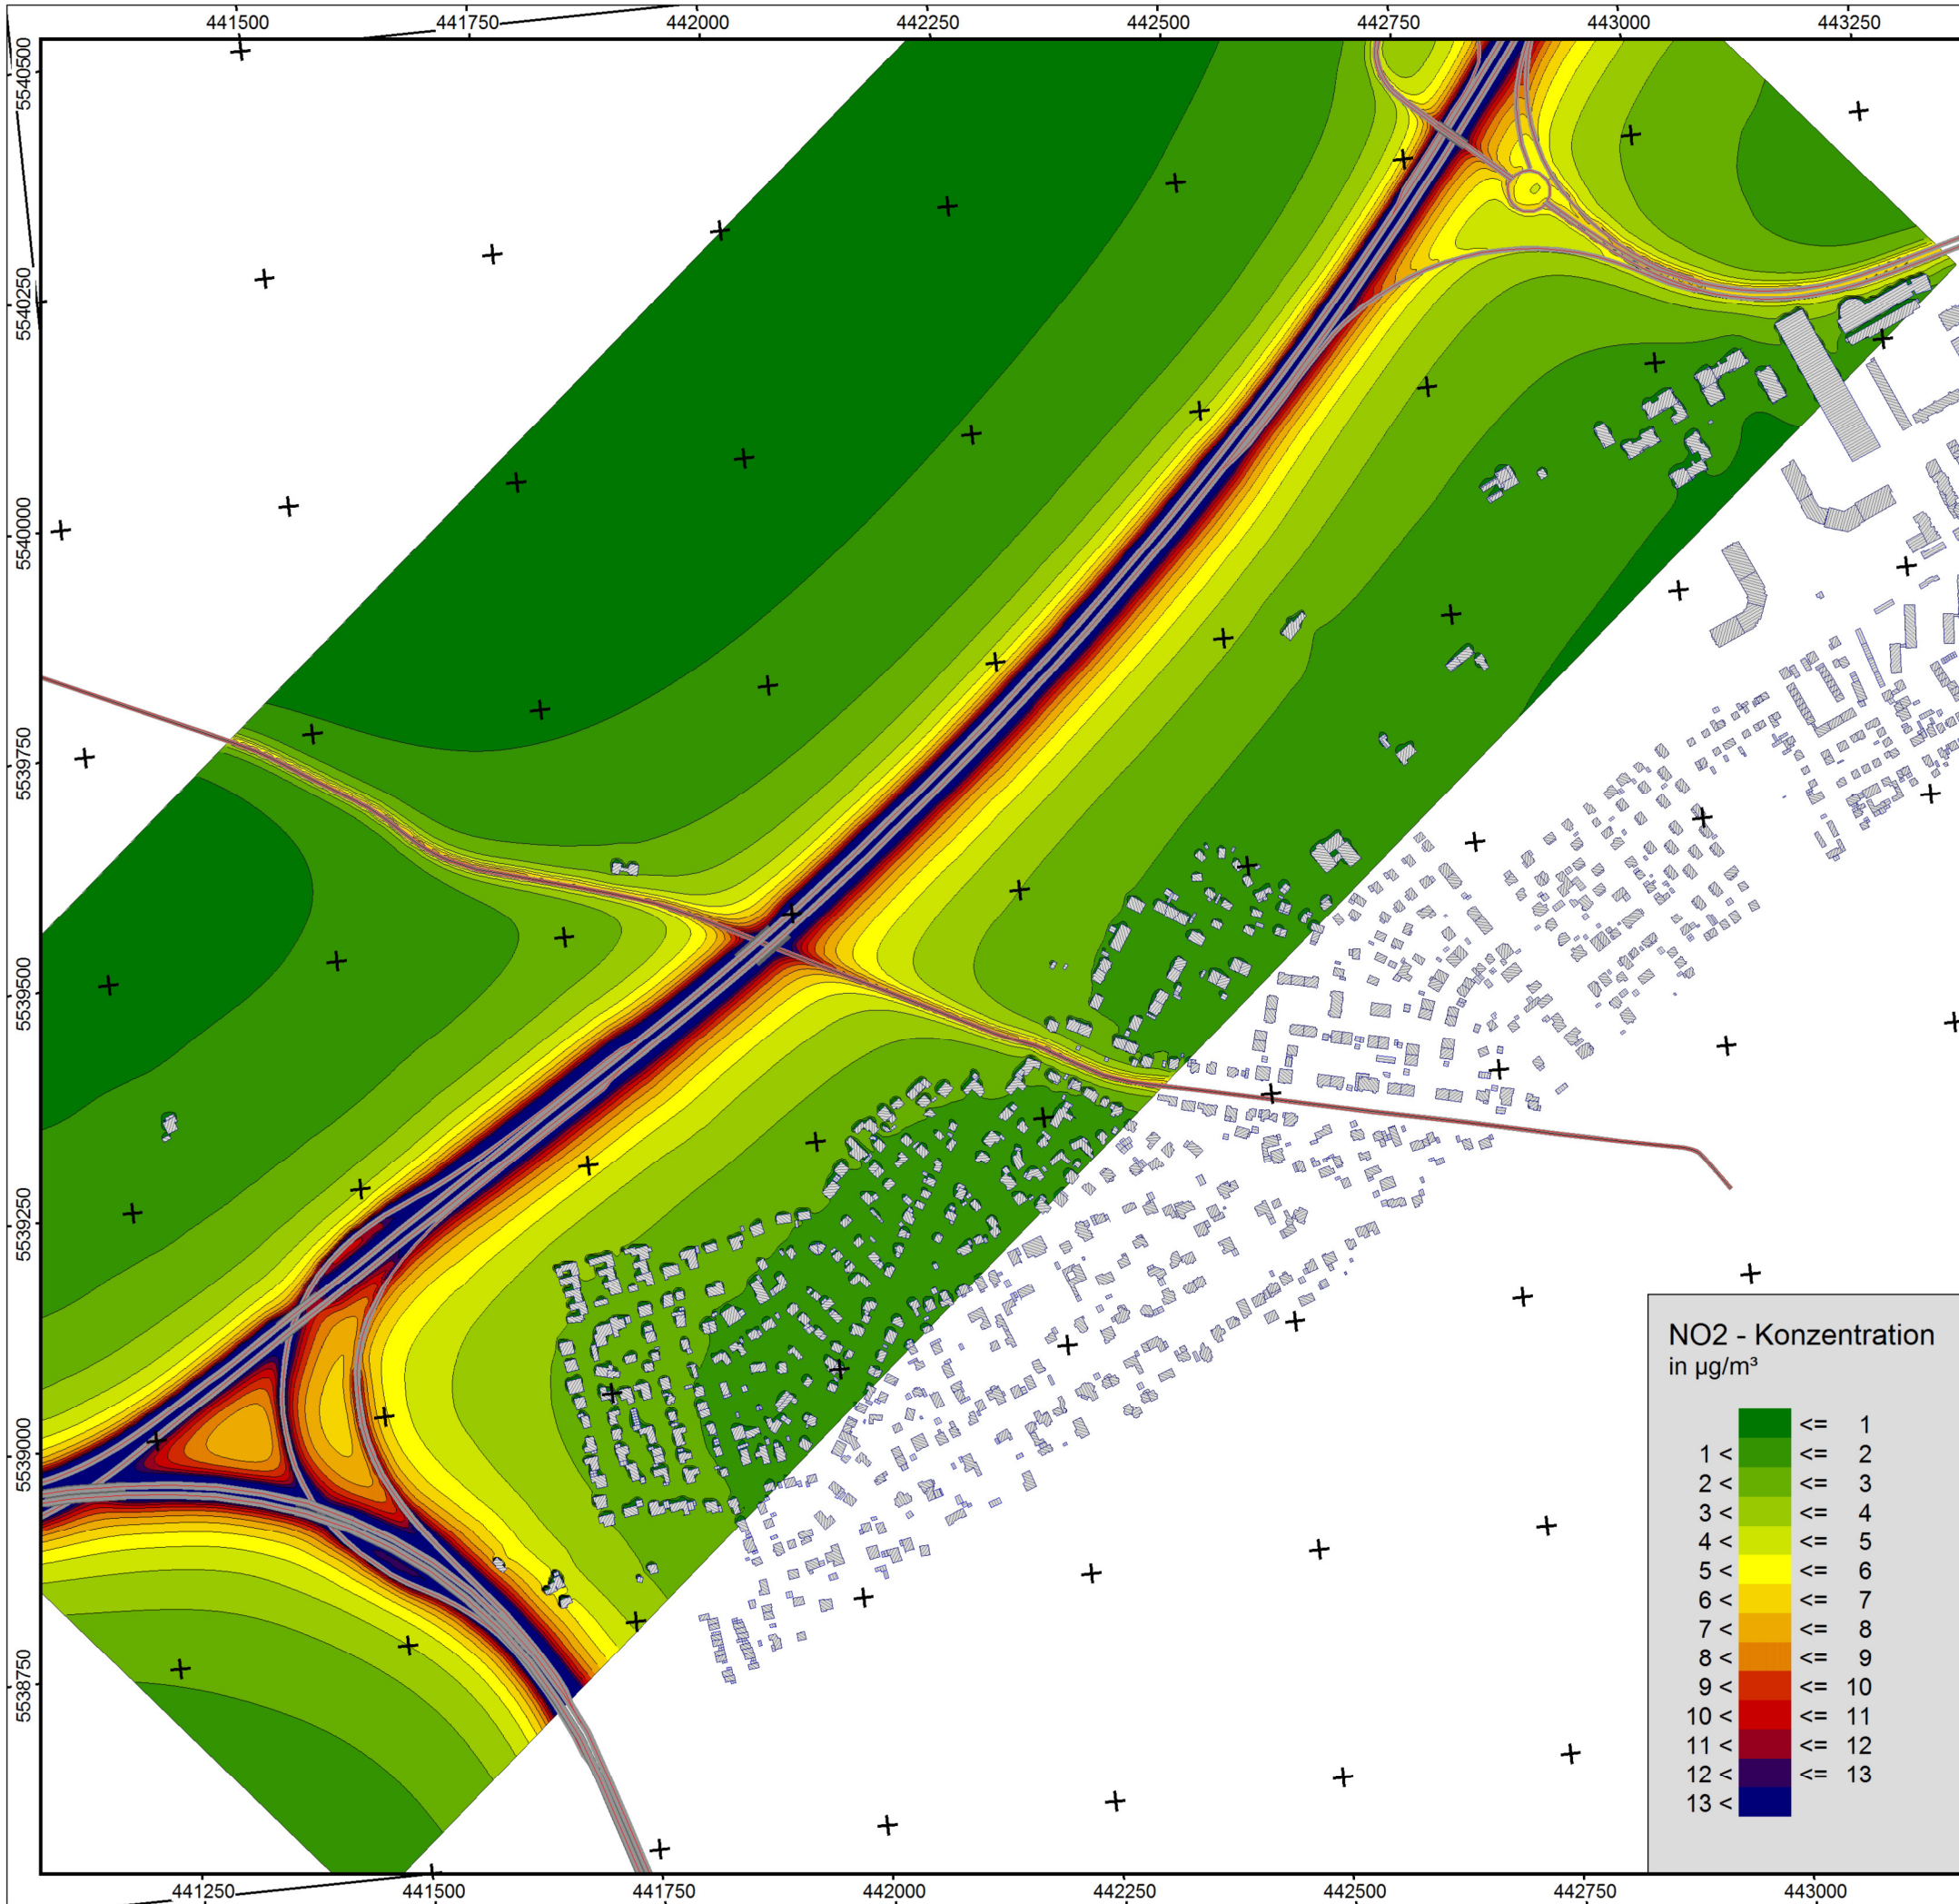 441500 441750 442000 442250 442500 442750 443000 443250
5540500
5540250
5540000
5539750
5539500
5539250
5539000
5538750
NO2 - Konzentration
in µg/m³
<= 1
1 < <= 2
2 < <= 3
3 < <= 4
4 < <= 5
5 < <= 6
6 < <= 7
7 < <= 8
8 < <= 9
9 < <= 10
10 < <= 11
11 < <= 12
12 < <= 13
13 <
441250 441500 441750 442000 442250 442500 442750 443000